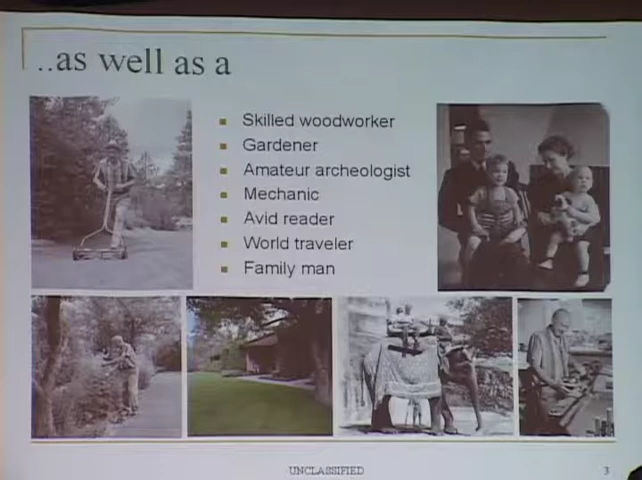 ..as well as a
Skilled woodworker
Gardener
Amateur archeologist
Mechanic
Avid reader
World traveler
Family man
UNCLASSIFIED
3